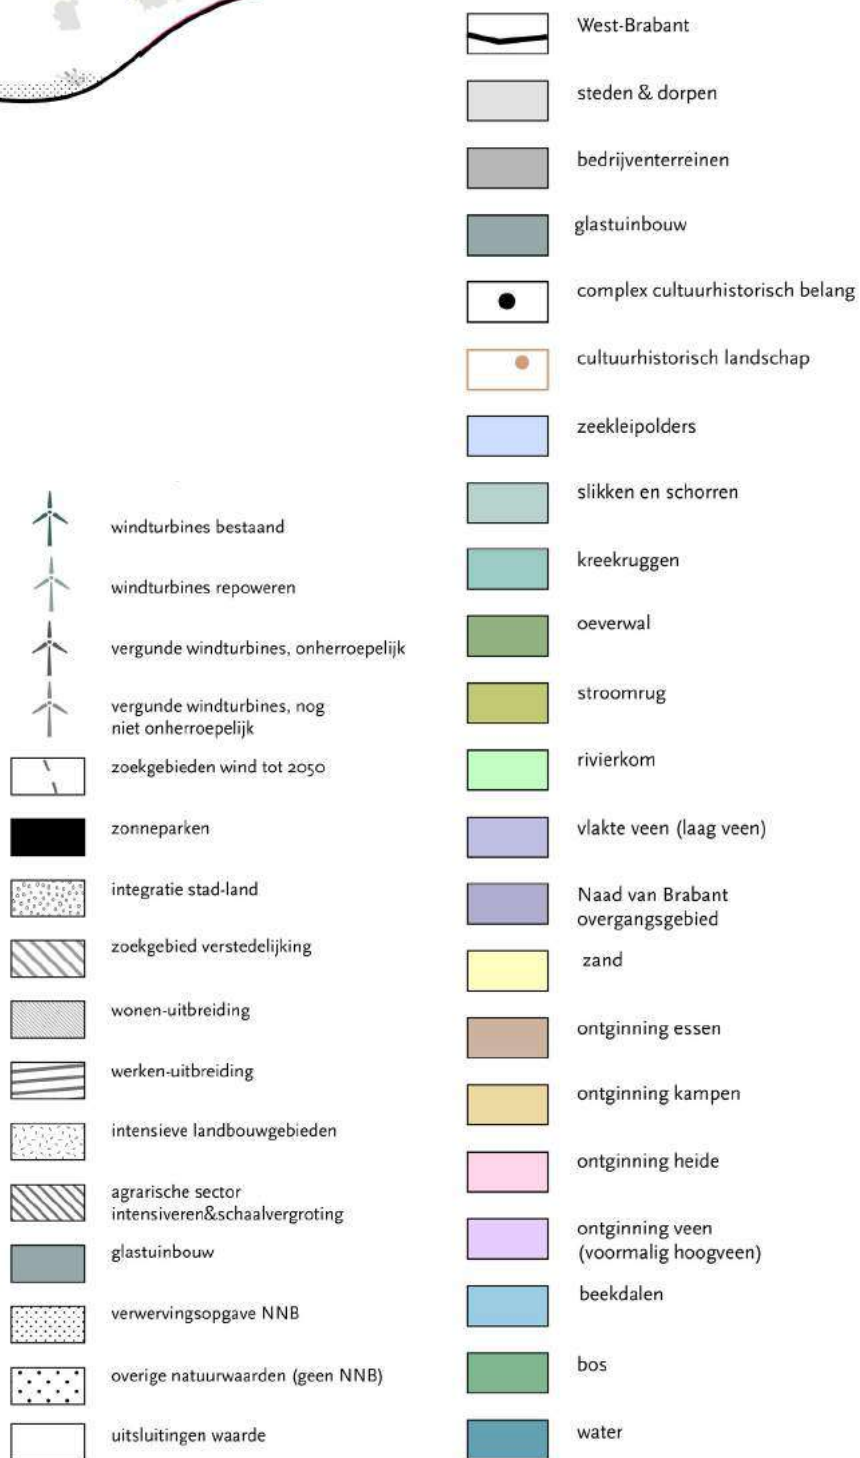 West-Brabant
steden & dorpen
bedrijventerreinen
glastuinbouw
complex cultuurhistorisch belang
cultuurhistorisch landschap
zeekleipolders
slikken en schorren
kreekruggen
oeverwal
stroomrug
rivierkom
vlakte veen (laag veen)
Naad van Brabant
overgangsgebied
zand
ontginning essen
ontginning kampen
ontginning heide
ontginning veen
(voormalig hoogveen)
beekdalen
bos
water
windturbines bestaand
windturbines repoweren
vergunde windturbines, onherroepelijk
vergunde windturbines, nog
niet onherroepelijk
zoekgebieden wind tot 2050
zonneparken
integratie stad-land
zoekgebied verstedelijking
wonen-uitbreiding
werken-uitbreiding
intensieve landbouwgebieden
agrarische sector
intensiveren&schaalvergroting
glastuinbouw
verwervingsopgave NNB
overige natuurwaarden (geen NNB)
uitsluitingen waarde